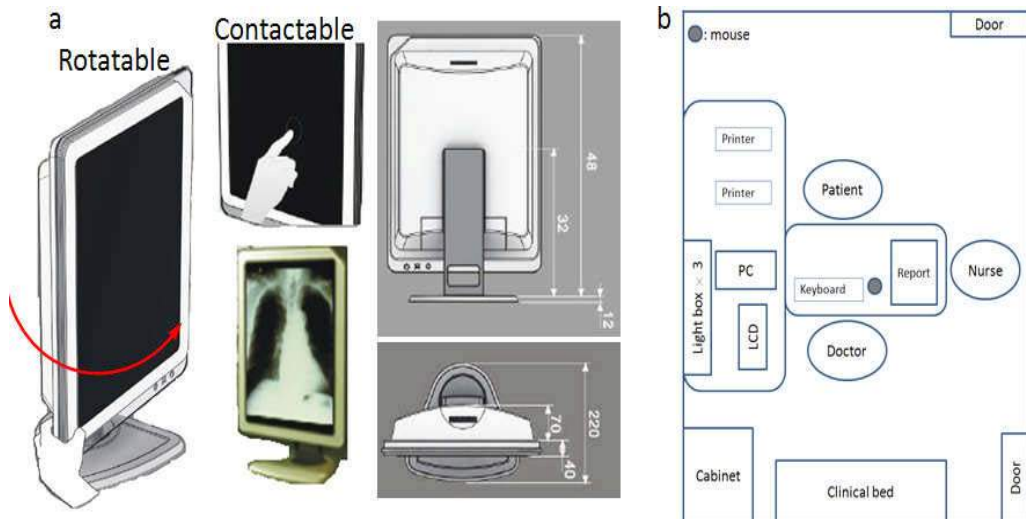 a
Rotatable
Contactable
48
32
12
70
220
40
b
: mouse
Door
Printer
Printer
Patient
Light box × 3
PC
Keyboard
Report
Nurse
LCD
Doctor
Cabinet
Clinical bed
Door